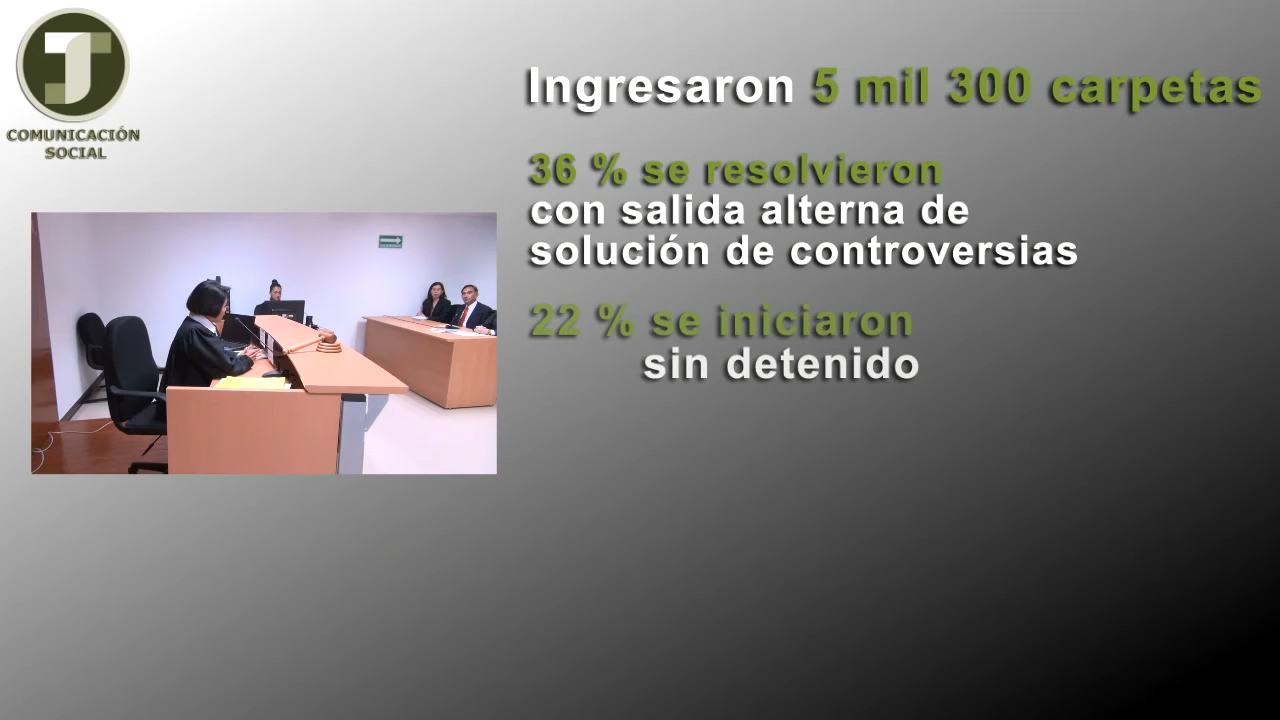 COMUNICACIÓN
SOCIAL
Ingresaron 5 mil 300 carpetas
36 % se resolvieron
con salida alterna de
solución de controversias
22 % se iniciaron
sin detenido